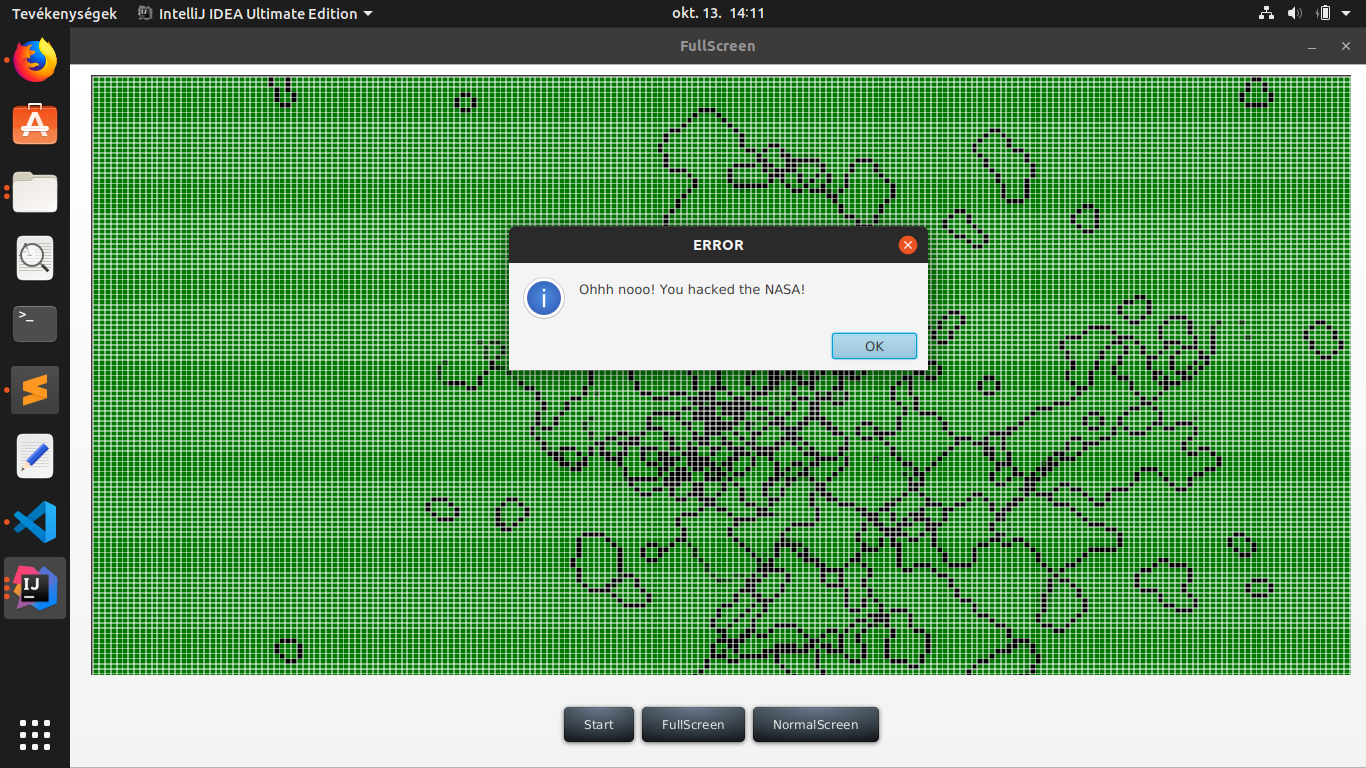 Tevékenységek IntelliJ IDEA Ultimate Edition okt. 13. 14:11
FullScreen
ERROR
Ohhh nooo! You hacked the NASA!
OK
>_
IJ
Start FullScreen NormalScreen